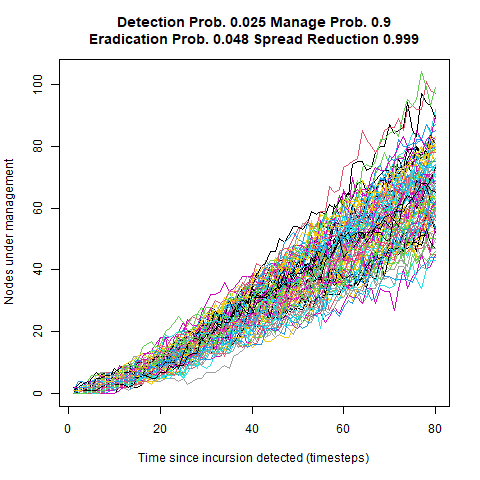 Detection Prob. 0.025 Manage Prob. 0.9
Eradication Prob. 0.048 Spread Reduction 0.999
100
80
60
40
20
0
Nodes under management
0 20 40 60 80
Time since incursion detected (timesteps)